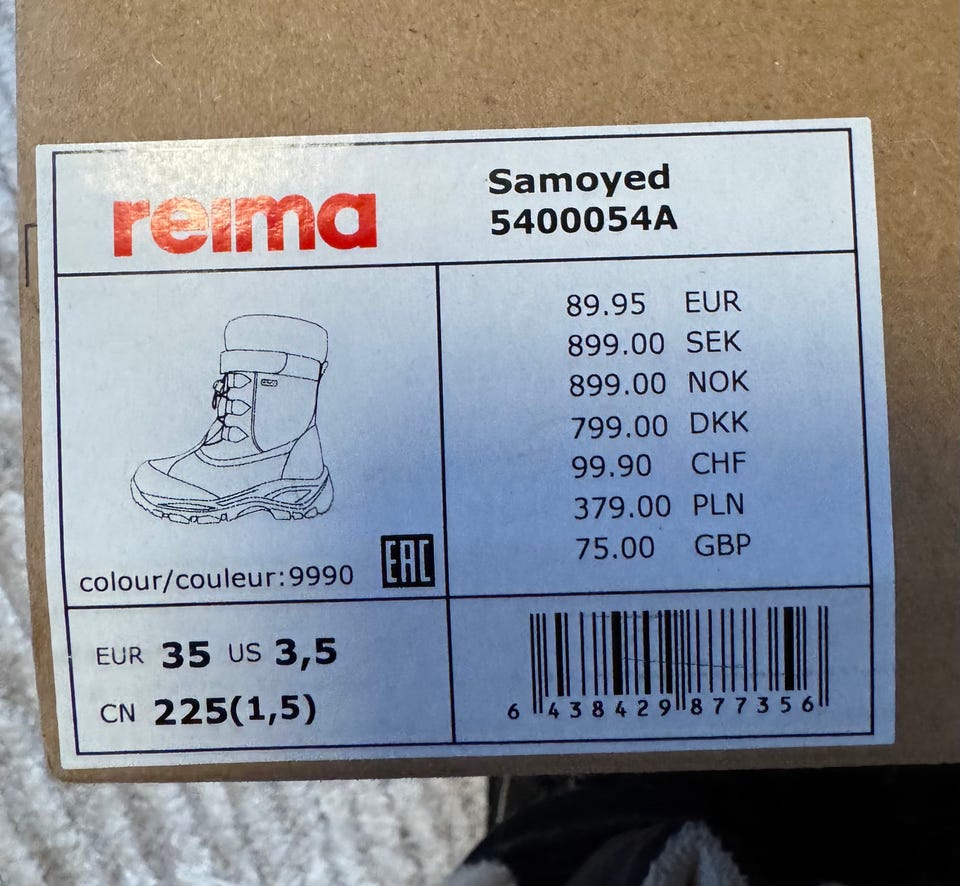 reima
Samoyed
5400054A
89.95 EUR
899.00 SEK
899.00 NOK
799.00 DKK
99.90 CHF
379.00 PLN
75.00 GBP
colour/couleur:9990
EAC
EUR 35 US 3,5
CN 225(1,5)
6 438429 877356